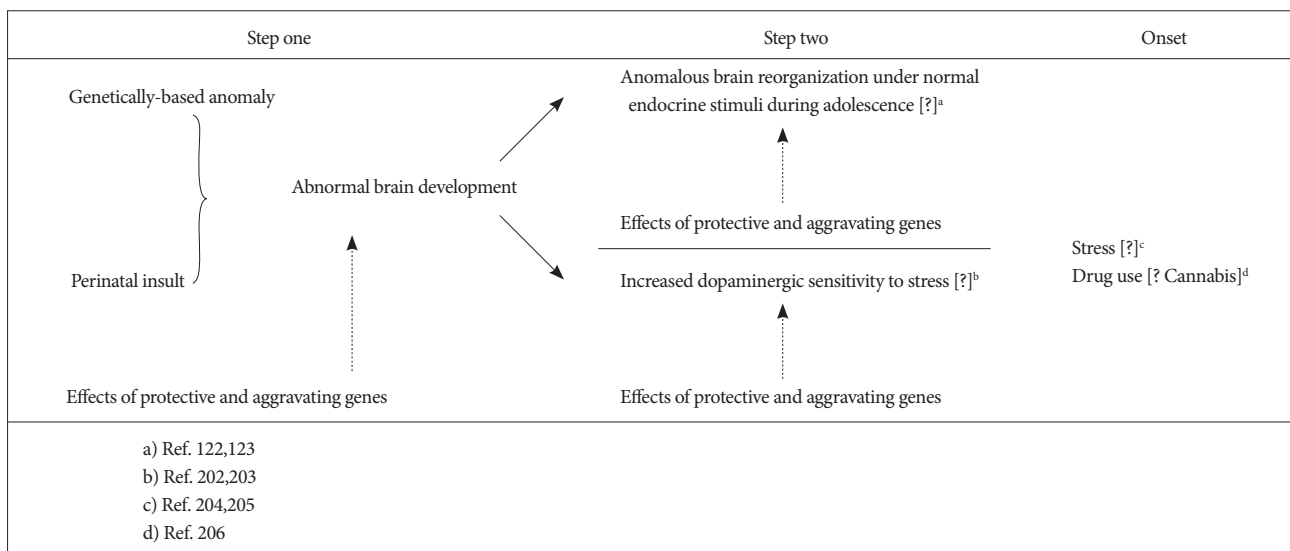 Step one
Step two
Onset
Genetically-based anomaly
Perinatal insult
Abnormal brain development
Effects of protective and aggravating genes
Anomalous brain reorganization under normal
endocrine stimuli during adolescence [?]ᵃ
Effects of protective and aggravating genes
Increased dopaminergic sensitivity to stress [?]ᵇ
Effects of protective and aggravating genes
Stress [?]ᶜ
Drug use [? Cannabis]ᵈ
a) Ref. 122,123
b) Ref. 202,203
c) Ref. 204,205
d) Ref. 206